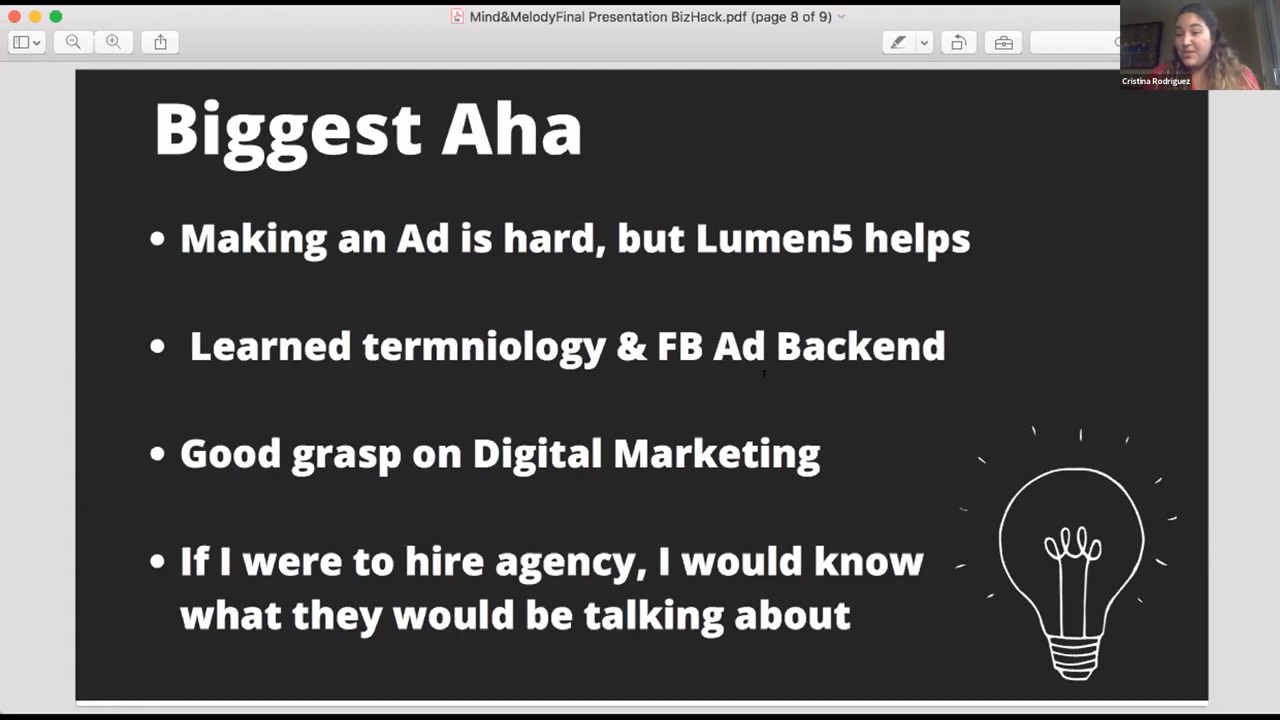 Mind&MelodyFinal Presentation BizHack.pdf (page 8 of 9)
Cristina Rodriguez
Biggest Aha
• Making an Ad is hard, but Lumen5 helps
• Learned termniology & FB Ad Backend
• Good grasp on Digital Marketing
• If I were to hire agency, I would know
what they would be talking about